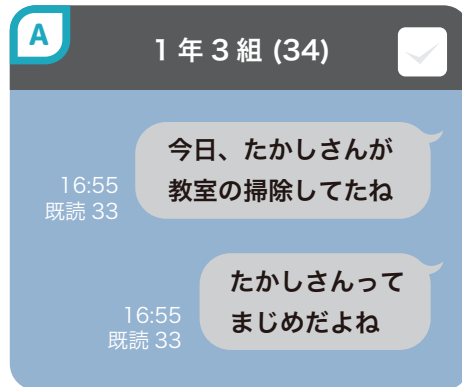 A
1年3組 (34)
今日、たかしさんが
教室の掃除してたね
16:55
既読 33
たかしさんって
まじめだよね
16:55
既読 33